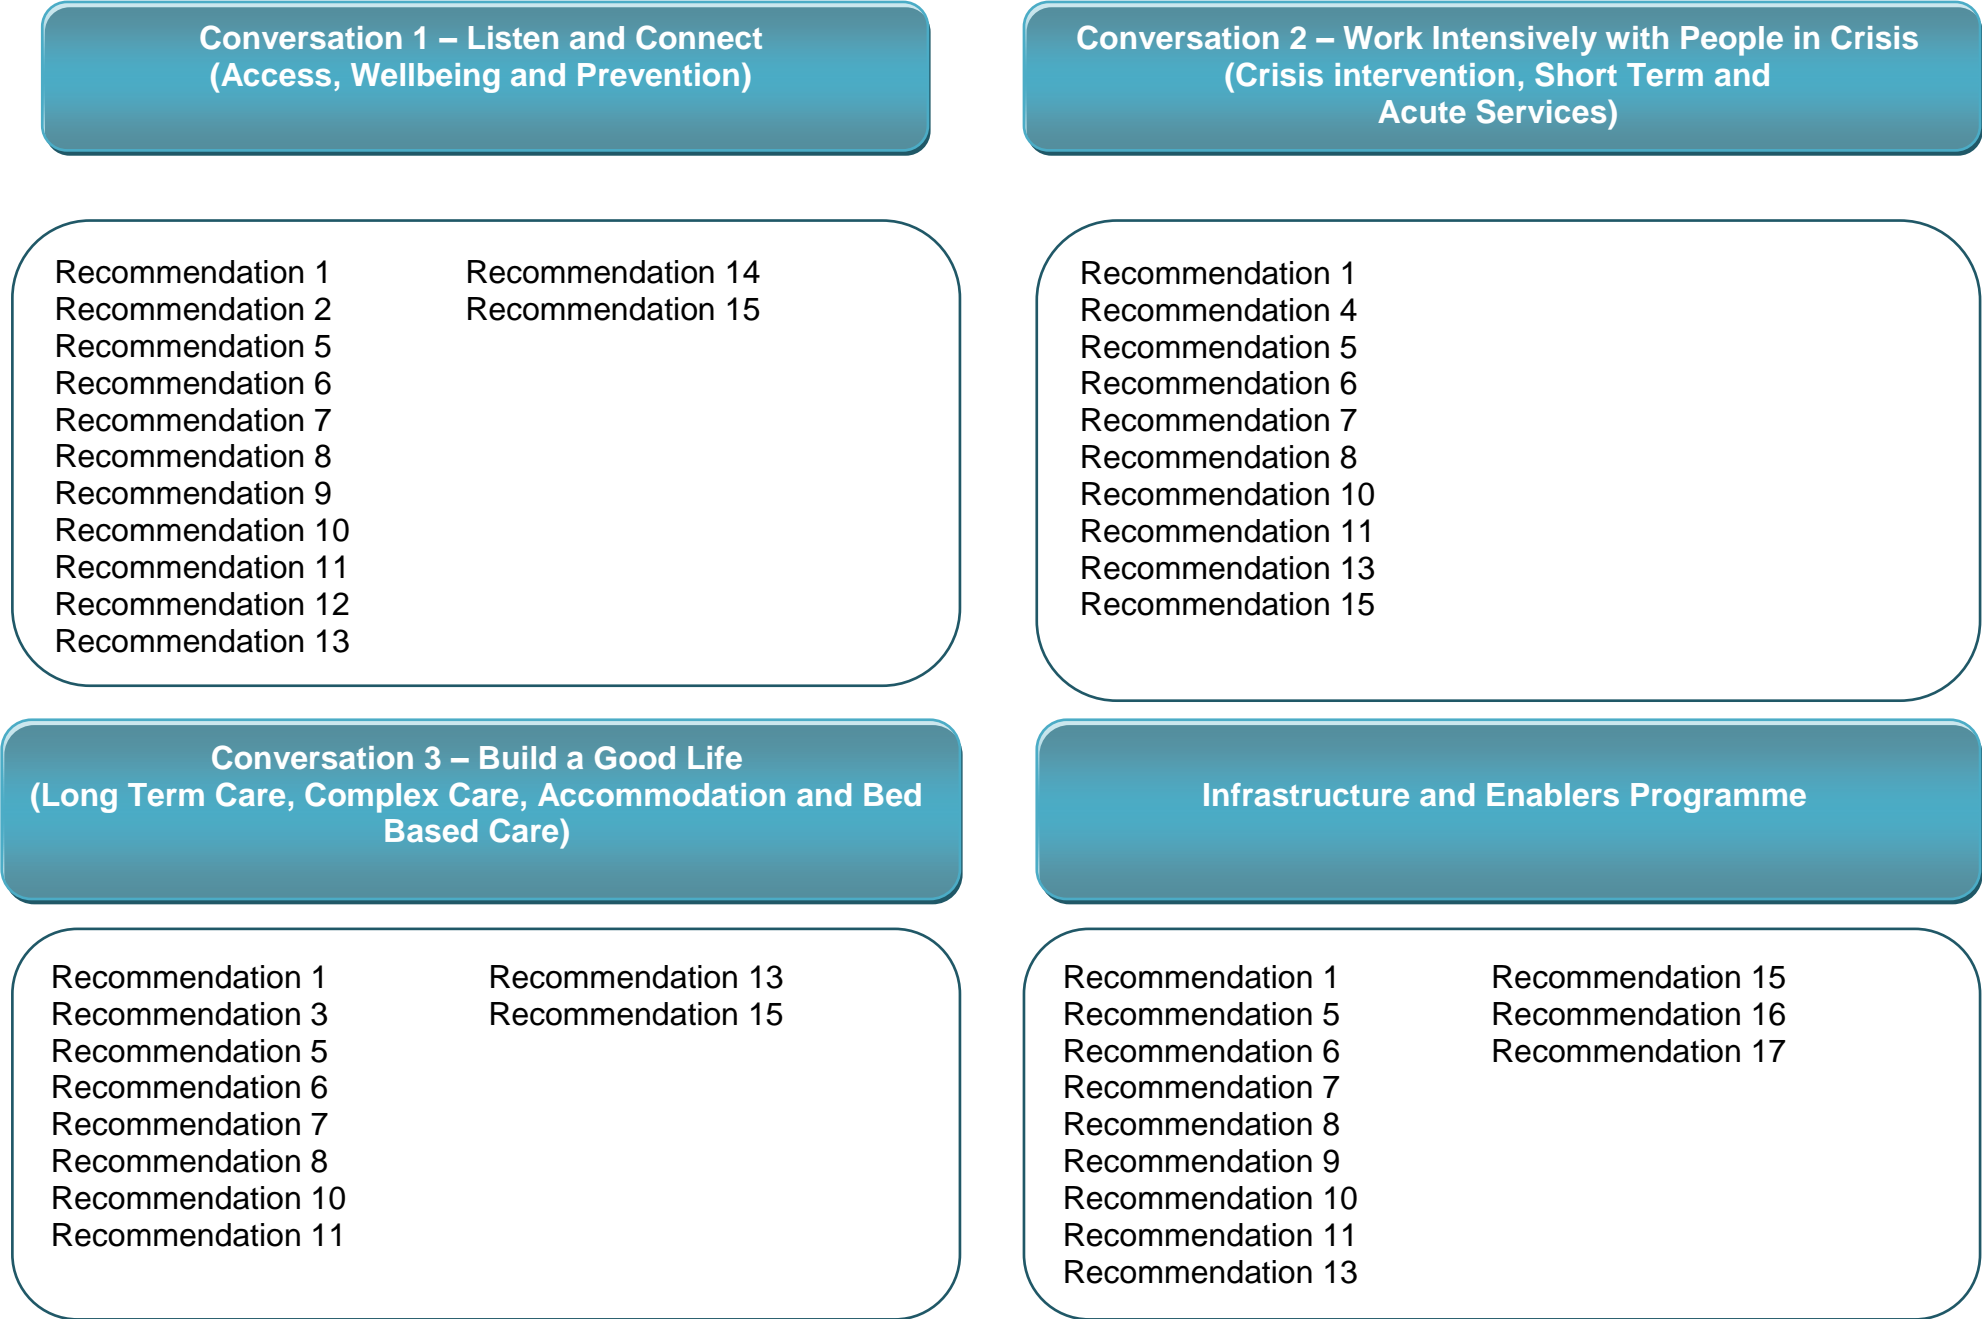 Conversation 1 – Listen and Connect
(Access, Wellbeing and Prevention)
Recommendation 1
Recommendation 2
Recommendation 5
Recommendation 6
Recommendation 7
Recommendation 8
Recommendation 9
Recommendation 10
Recommendation 11
Recommendation 12
Recommendation 13
Recommendation 14
Recommendation 15
Conversation 2 – Work Intensively with People in Crisis
(Crisis intervention, Short Term and
Acute Services)
Recommendation 1
Recommendation 4
Recommendation 5
Recommendation 6
Recommendation 7
Recommendation 8
Recommendation 10
Recommendation 11
Recommendation 13
Recommendation 15
Conversation 3 – Build a Good Life
(Long Term Care, Complex Care, Accommodation and Bed
Based Care)
Recommendation 1
Recommendation 3
Recommendation 5
Recommendation 6
Recommendation 7
Recommendation 8
Recommendation 10
Recommendation 11
Recommendation 13
Recommendation 15
Infrastructure and Enablers Programme
Recommendation 1
Recommendation 5
Recommendation 6
Recommendation 7
Recommendation 8
Recommendation 9
Recommendation 10
Recommendation 11
Recommendation 13
Recommendation 15
Recommendation 16
Recommendation 17